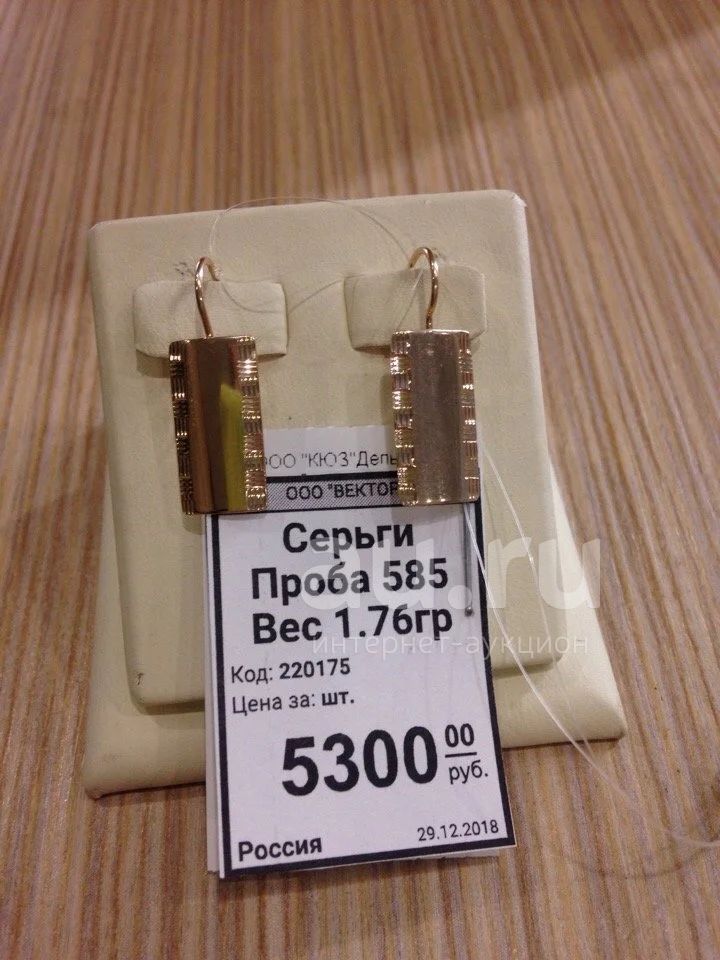 ООО "КЮЗ"Дель
ООО "ВЕКТОР
Серьги
Проба 585
Вес 1.76гр
Код: 220175
Цена за: шт.
5300 00
руб.
Россия
29.12.2018
au.ru
интернет-аукцион